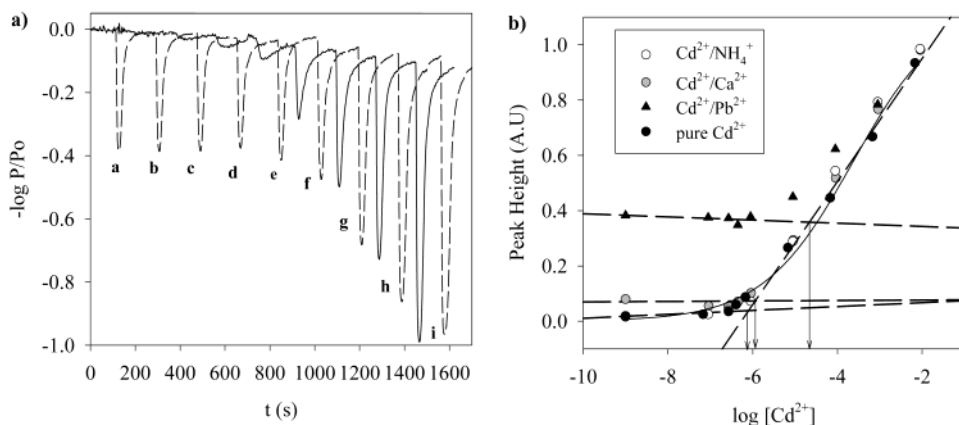 a)
-log P/Po
0.0
-0.2
-0.4
-0.6
-0.8
-1.0
a b c d e f g h i
0 200 400 600 800 1000 1200 1400 1600
t (s)
b)
Peak Height (A.U)
1.0
0.8
0.6
0.4
0.2
0.0
Cd²⁺/NH₄⁺
Cd²⁺/Ca²⁺
Cd²⁺/Pb²⁺
pure Cd²⁺
-10 -8 -6 -4 -2
log [Cd²⁺]